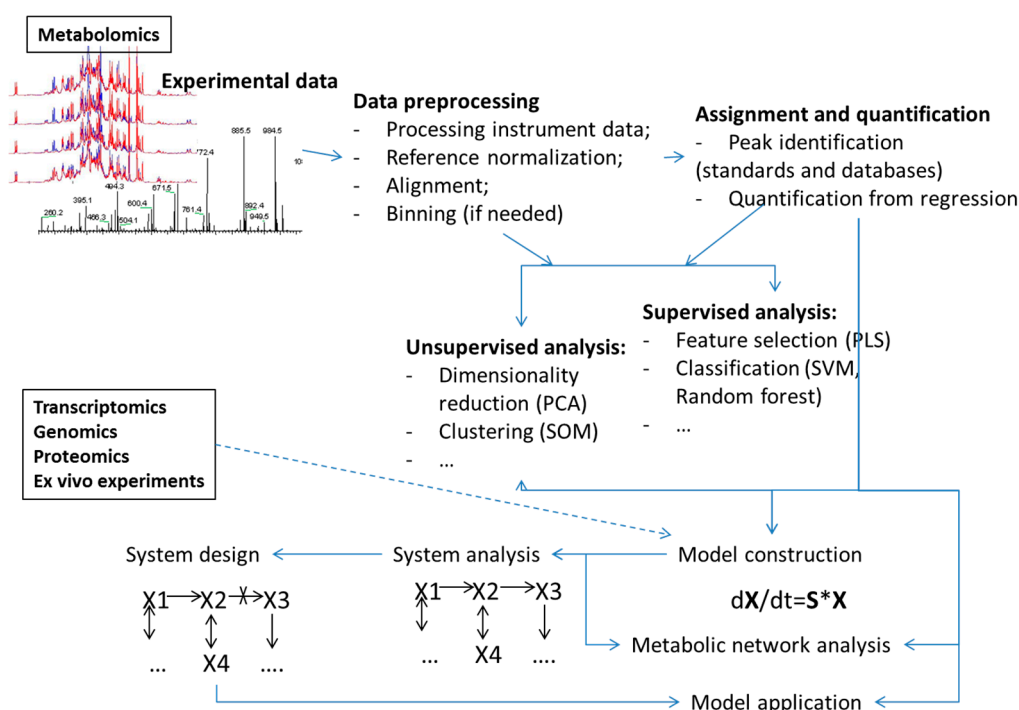 Metabolomics
Experimental data
885.5
984.5
772.4
10
494.3
671.5
395.1
600.4
892.4
761.4
260.2
466.3
504.1
949.5
Data preprocessing
- Processing instrument data;
- Reference normalization;
- Alignment;
- Binning (if needed)
Assignment and quantification
- Peak identification
(standards and databases)
- Quantification from regression
Unsupervised analysis:
- Dimensionality
reduction (PCA)
- Clustering (SOM)
- ...
Supervised analysis:
- Feature selection (PLS)
- Classification (SVM,
Random forest)
- ...
Transcriptomics
Genomics
Proteomics
Ex vivo experiments
System design
System analysis
Model construction
X1 X2 X3
... X4 ....
X1 X2 X3
... X4 ....
dX/dt=S*X
Metabolic network analysis
Model application